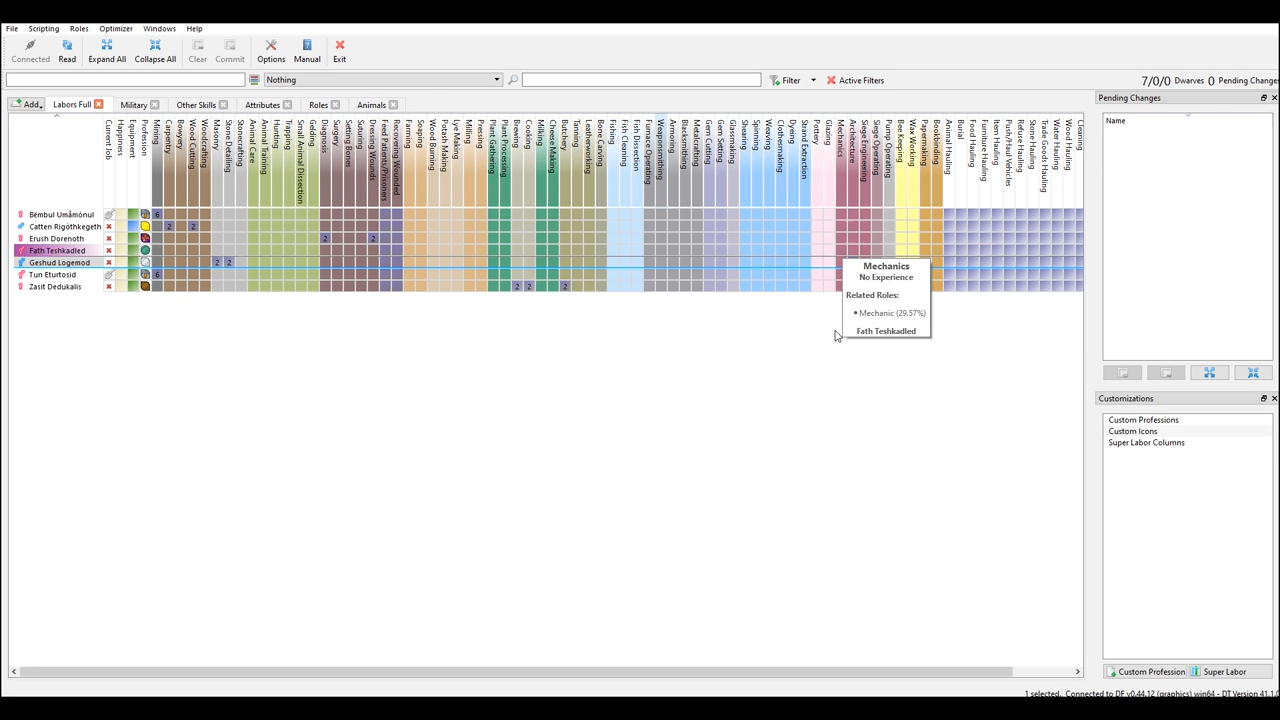 File Scripting Roles Optimizer Windows Help
Connected Read Expand All Collapse All Clear Commit Options Manual Exit
Nothing Filter Active Filters 7/0/0 Dwarves 0 Pending Changes
Add... Labors Full Military Other Skills Attributes Roles Animals
Current Job
Happiness
Equipment
Profession
Mining
Carpentry
Bowyery
Wood Cutting
Woodcrafting
Masonry
Stone Detailing
Stonecrafting
Animal Care
Animal Training
Hunting
Trapping
Small Animal Dissection
Gelding
Diagnosis
Surgery
Setting Bones
Suturing
Dressing Wounds
Feed Patients/Prisoners
Recovering Wounded
Farming
Soaping
Wood Burning
Potash Making
Lye Making
Milling
Pressing
Plant Gathering
Plant Processing
Brewing
Cooking
Milking
Cheese Making
Butchery
Tanning
Leatherworking
Bone Carving
Fishing
Fish Cleaning
Fish Dissection
Furnace Operating
Weaponsmithing
Armoring
Blacksmithing
Metalcrafting
Gem Cutting
Gem Setting
Glassmaking
Shearing
Spinning
Weaving
Clothesmaking
Dyeing
Strand Extraction
Pottery
Glazing
Mechanics
Architecture
Siege Engineering
Siege Operating
Pump Operating
Bee Keeping
Wax Working
Papermaking
Bookbinding
Animal Hauling
Burial
Food Hauling
Furniture Hauling
Item Hauling
Push/Haul Vehicles
Refuse Hauling
Stone Hauling
Trade Goods Hauling
Water Hauling
Wood Hauling
Cleaning
Bëmbul Umåmônul 6
Catten Rigòthkegeth 2 2
Erush Dorenoth 2 2
Fath Teshkadled
Geshud Logemod 2 2
Tun Eturtosid 6
Zasit Dedukalis 2 2 2
Mechanics
No Experience
Related Roles:
• Mechanic (29.57%)
Fath Teshkadled
Pending Changes
Name
Customizations
Custom Professions
Custom Icons
Super Labor Columns
Custom Profession Super Labor
1 selected. Connected to DF v0.44.12 (graphics) win64 - DT Version 41.1.